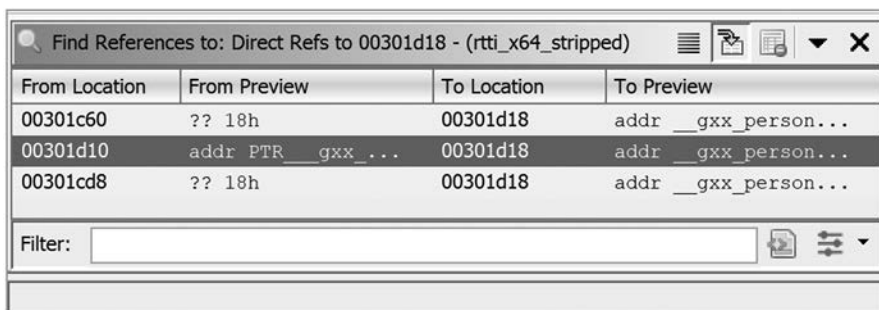 Find References to: Direct Refs to 00301d18 - (rtti_x64_stripped)
From Location From Preview To Location To Preview
00301c60 ?? 18h 00301d18 addr __gxx_person...
00301d10 addr PTR___gxx_... 00301d18 addr __gxx_person...
00301cd8 ?? 18h 00301d18 addr __gxx_person...
Filter: